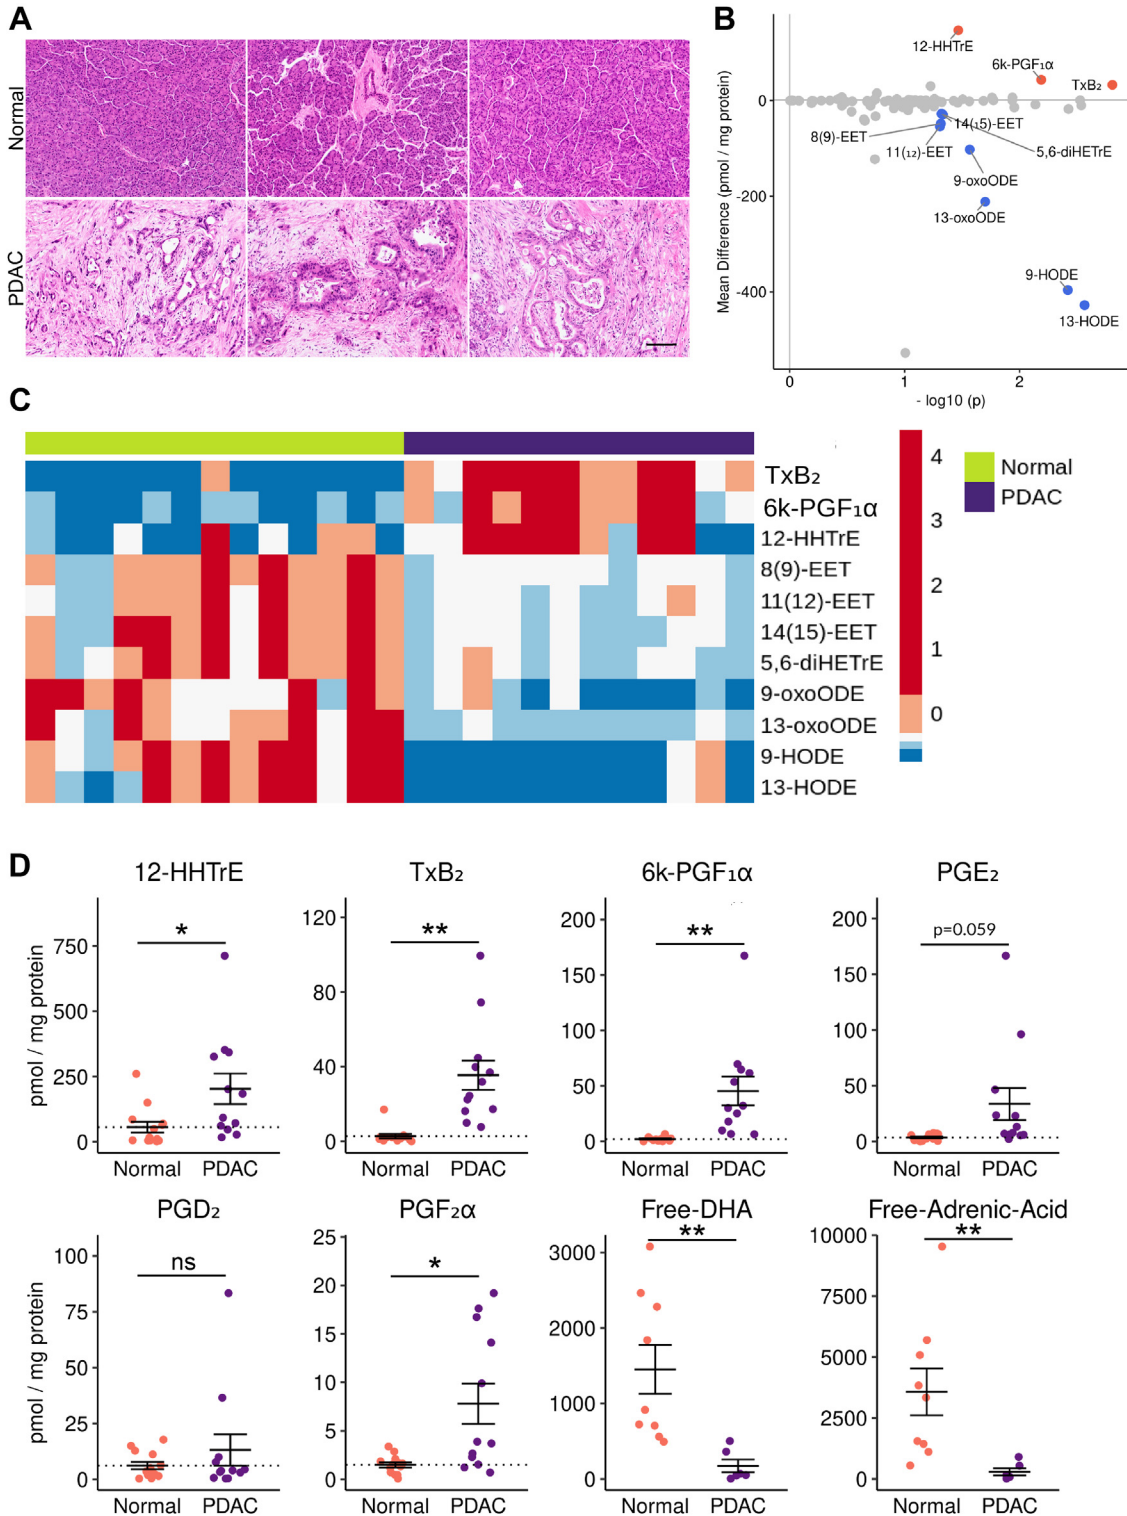 A
Normal
PDAC
B
Mean Difference (pmol / mg protein)
0
-200
-400
12-HHTrE
6k-PGF₁α
TxB₂
14(₁5)-EET
8(9)-EET
11(₁₂)-EET
5,6-diHETrE
9-oxoODE
13-oxoODE
9-HODE
13-HODE
0 1 2
- log10 (p)
C
TxB₂
6k-PGF₁α
12-HHTrE
8(9)-EET
11(12)-EET
14(15)-EET
5,6-diHETrE
9-oxoODE
13-oxoODE
9-HODE
13-HODE
4
3
2
1
0
Normal
PDAC
D
12-HHTrE
pmol / mg protein
750
500
250
0
*
Normal PDAC
TxB₂
120
80
40
0
**
Normal PDAC
6k-PGF₁α
200
150
100
50
0
**
Normal PDAC
PGE₂
200
150
100
50
0
p=0.059
Normal PDAC
PGD₂
pmol / mg protein
100
75
50
25
0
ns
Normal PDAC
PGF₂α
25
20
15
10
5
0
*
Normal PDAC
Free-DHA
3000
2000
1000
0
**
Normal PDAC
Free-Adrenic-Acid
10000
7500
5000
2500
0
**
Normal PDAC